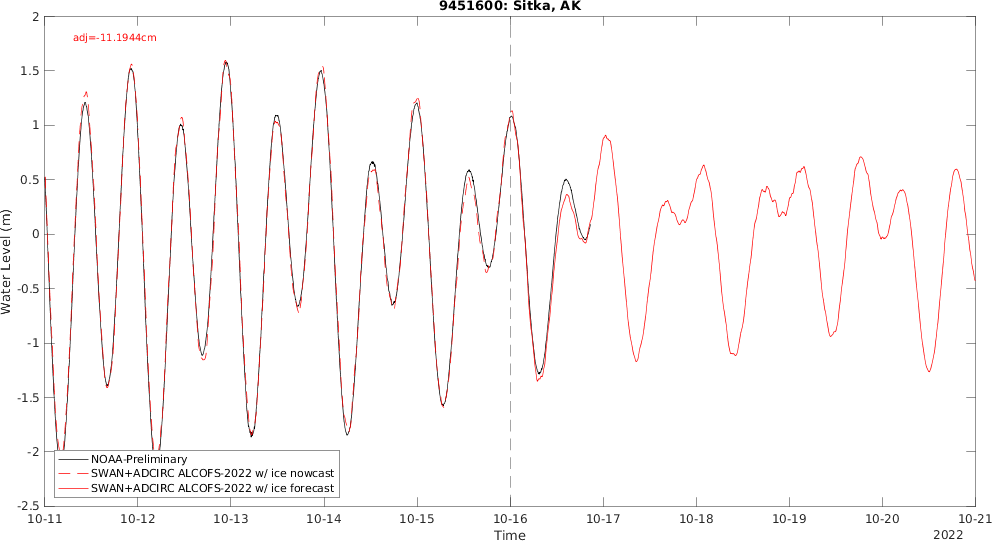 9451600: Sitka, AK
adj=-11.1944cm
Water Level (m)
2
1.5
1
0.5
0
-0.5
-1
-1.5
-2
-2.5
NOAA-Preliminary
SWAN+ADCIRC ALCOFS-2022 w/ ice nowcast
SWAN+ADCIRC ALCOFS-2022 w/ ice forecast
10-11 10-12 10-13 10-14 10-15 10-16 10-17 10-18 10-19 10-20 10-21
Time
2022